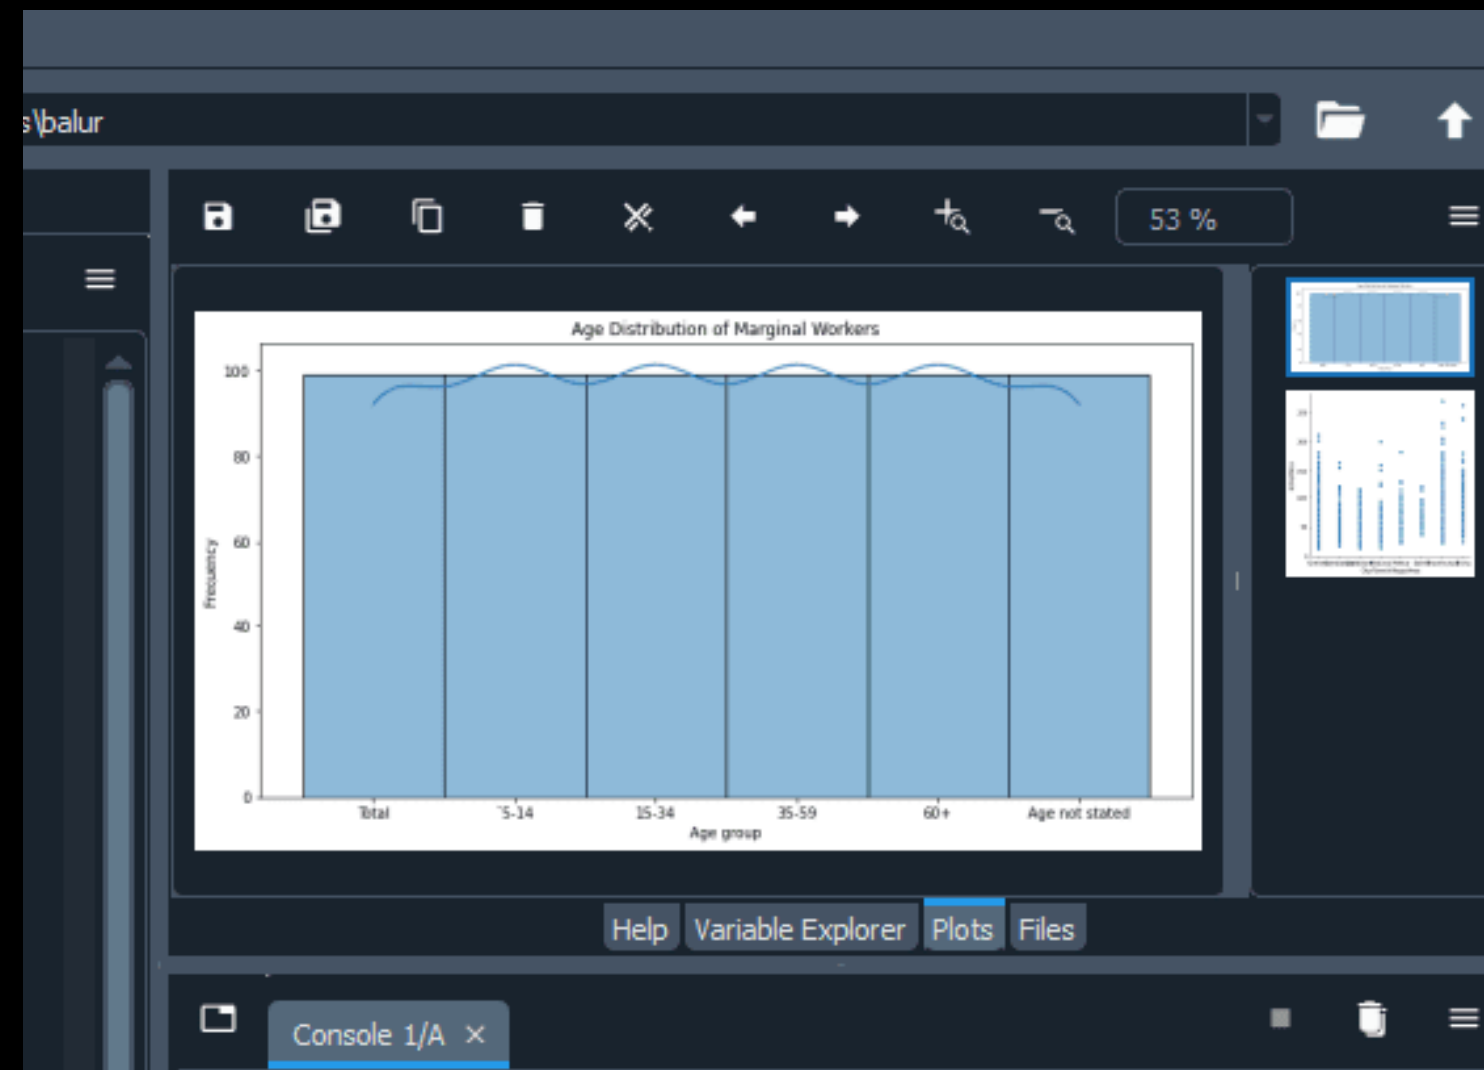 s\balur
53 %
Age Distribution of Marginal Workers
100
80
60
40
20
0
Frequency
Total
`5-14
15-34
35-59
60+
Age not stated
Age group
Help
Variable Explorer
Plots
Files
Console 1/A